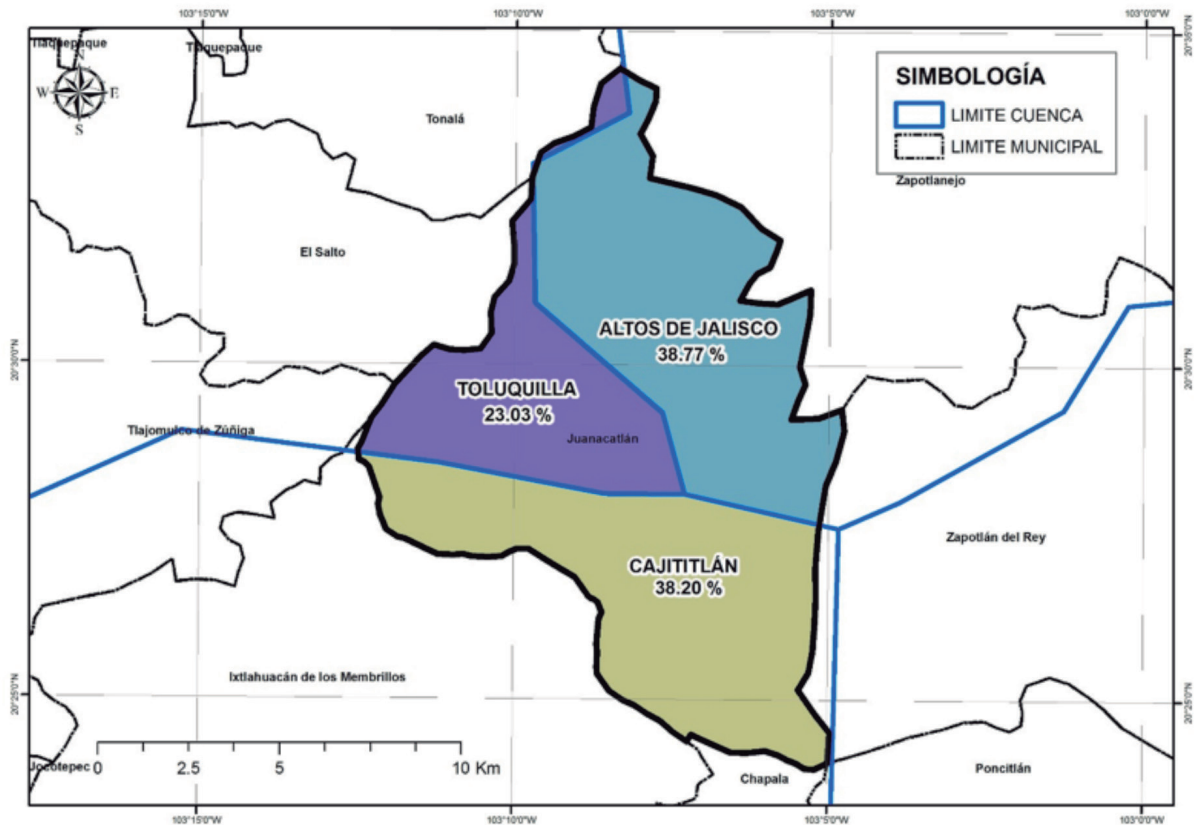 103°15'0"W
103°10'0"W
103°5'0"W
103°0'0"W
Tlaquepaque
Tlaquepaque
20°35'0"N
N
W E
S
SIMBOLOGÍA
LIMITE CUENCA
LIMITE MUNICIPAL
Tonalá
Zapotlanejo
El Salto
ALTOS DE JALISCO
38.77 %
20°30'0"N
20°30'0"N
TOLUQUILLA
23.03 %
Juanacatlán
Tlajomulco de Zúñiga
Zapotlán del Rey
CAJITITLÁN
38.20 %
Ixtlahuacán de los Membrillos
20°25'0"N
20°25'0"N
Jocotepec
0 2.5 5 10 Km
Chapala
Poncitlán
103°15'0"W
103°10'0"W
103°5'0"W
103°0'0"W